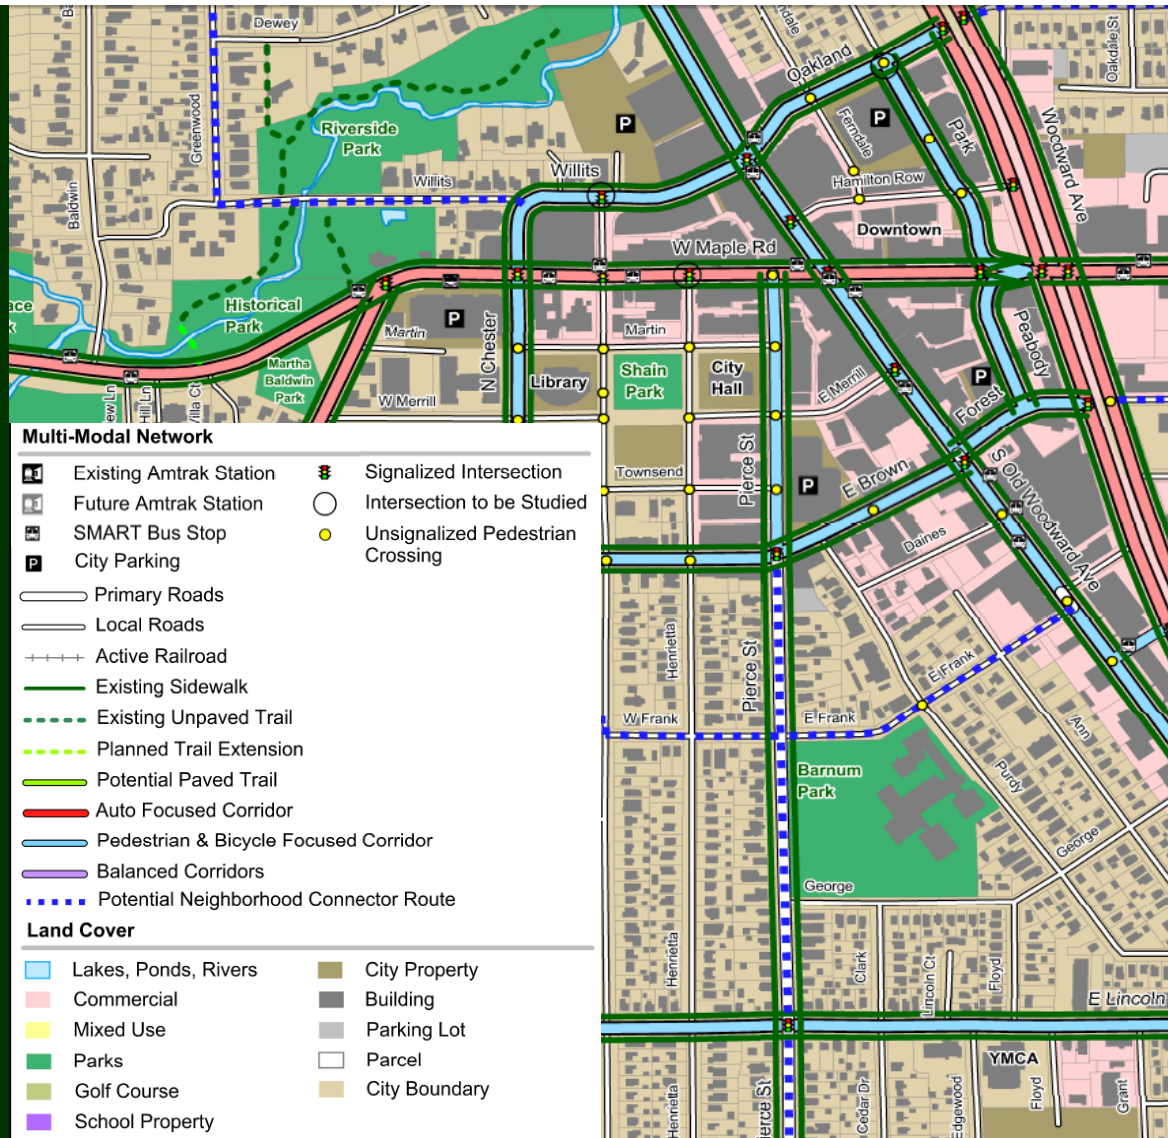 Dewey
Oakland
Oakdale St
Greenwood
Riverside
Park
Ferndale
Park
Woodward Ave
Baldwin
Willits
Willits
Hamilton Row
Downtown
W Maple Rd
Historical
Park
Martin
N Chester
Martin
Peabody
Martha
Baldwin
Park
Library
Shain
Park
City
Hall
E Merrill
W Merrill
Hill Ln
Villa Ct
Forest
Townsend
Pierce St
E Brown
S Old Woodward Ave
Daines
Henrietta
Pierce St
E Frank
W Frank
E Frank
Ann
Barnum
Park
Purdy
George
George
Henrietta
Clark
Lincoln Ct
Floyd
E Lincoln
YMCA
Henrietta
Pierce St
Cedar Dr
Edgewood
Floyd
Grant
P
P
P
P
P
Multi-Modal Network
Existing Amtrak Station
Future Amtrak Station
SMART Bus Stop
P City Parking
Signalized Intersection
Intersection to be Studied
Unsignalized Pedestrian
Crossing
Primary Roads
Local Roads
Active Railroad
Existing Sidewalk
Existing Unpaved Trail
Planned Trail Extension
Potential Paved Trail
Auto Focused Corridor
Pedestrian & Bicycle Focused Corridor
Balanced Corridors
Potential Neighborhood Connector Route
Land Cover
Lakes, Ponds, Rivers
Commercial
Mixed Use
Parks
Golf Course
School Property
City Property
Building
Parking Lot
Parcel
City Boundary